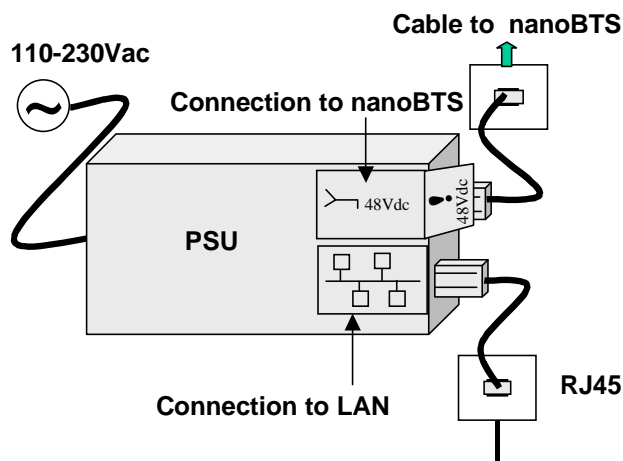 Cable to nanoBTS
110-230Vac
Connection to nanoBTS
48Vdc
! 48Vdc
PSU
RJ45
Connection to LAN